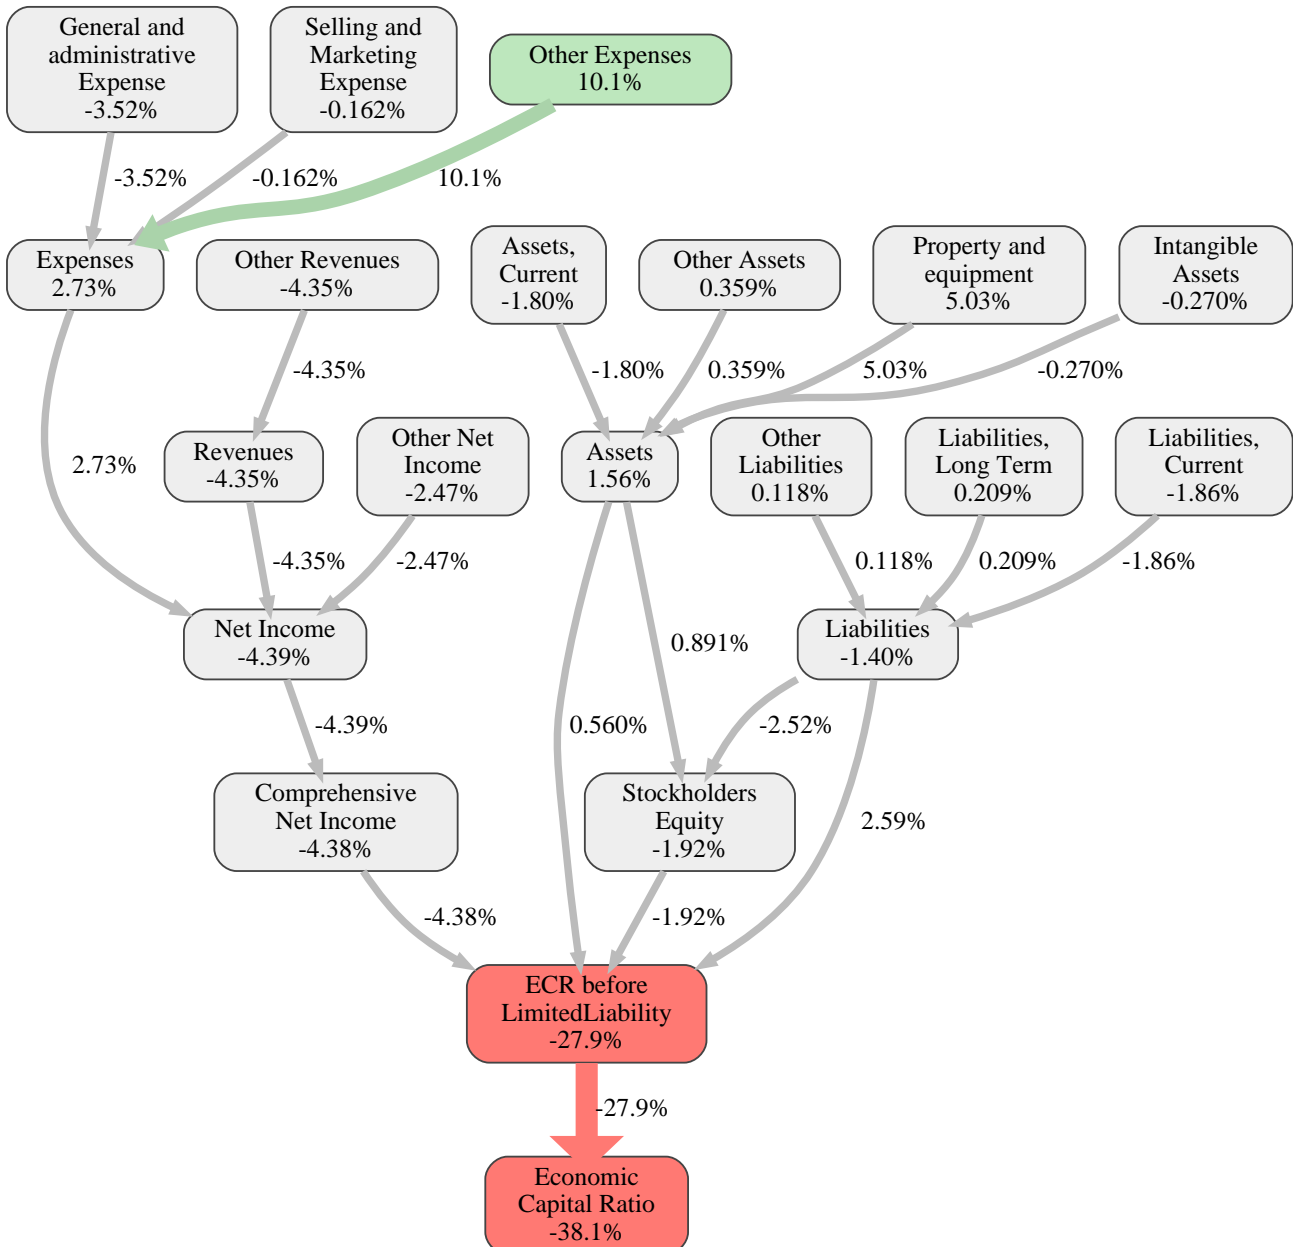 General and
administrative
Expense
-3.52%
Selling and
Marketing
Expense
-0.162%
Other Expenses
10.1%
-3.52%
-0.162%
10.1%
Expenses
2.73%
Other Revenues
-4.35%
Assets,
Current
-1.80%
Other Assets
0.359%
Property and
equipment
5.03%
Intangible
Assets
-0.270%
-4.35%
-1.80%
0.359%
5.03%
-0.270%
2.73%
Revenues
-4.35%
Other Net
Income
-2.47%
Assets
1.56%
Other
Liabilities
0.118%
Liabilities,
Long Term
0.209%
Liabilities,
Current
-1.86%
-4.35%
-2.47%
0.118%
0.209%
-1.86%
Net Income
-4.39%
0.891%
Liabilities
-1.40%
-4.39%
0.560%
-2.52%
Comprehensive
Net Income
-4.38%
Stockholders
Equity
-1.92%
2.59%
-4.38%
-1.92%
ECR before
LimitedLiability
-27.9%
-27.9%
Economic
Capital Ratio
-38.1%